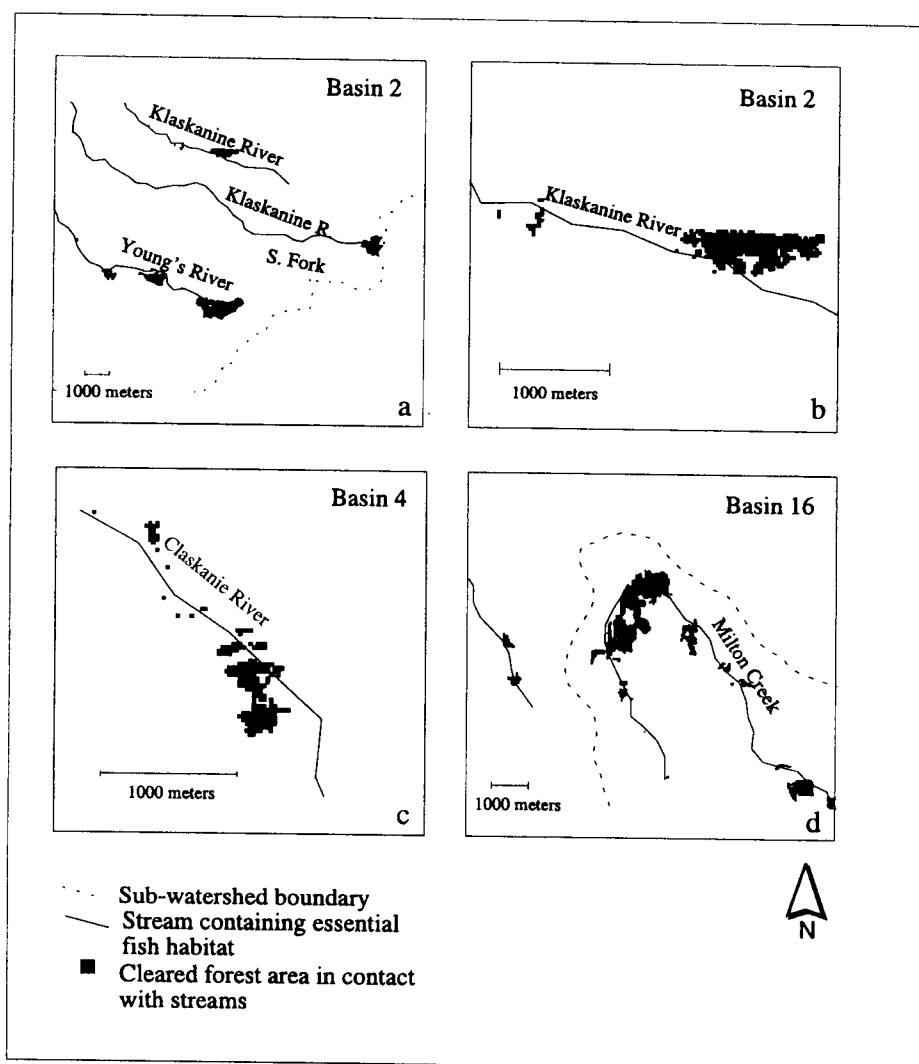 Basin 2
Klaskanine River
Klaskanine R
S. Fork
Young's River
1000 meters
a
Basin 2
Klaskanine River
1000 meters
b
Basin 4
Claskanie River
1000 meters
c
Basin 16
Milton Creek
1000 meters
d
Sub-watershed boundary
Stream containing essential
fish habitat
Cleared forest area in contact
with streams
N